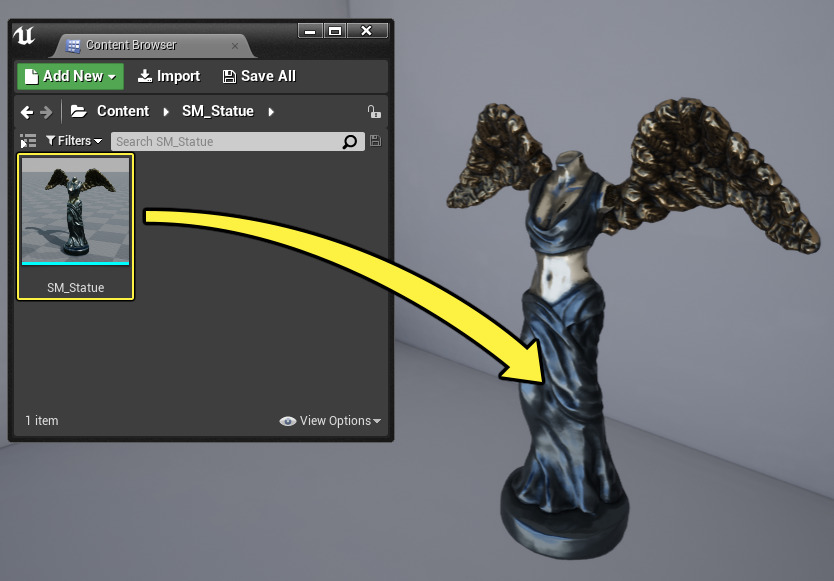 Content Browser
Add New Import Save All
Content SM_Statue
Filters Search SM_Statue
SM_Statue
1 item View Options